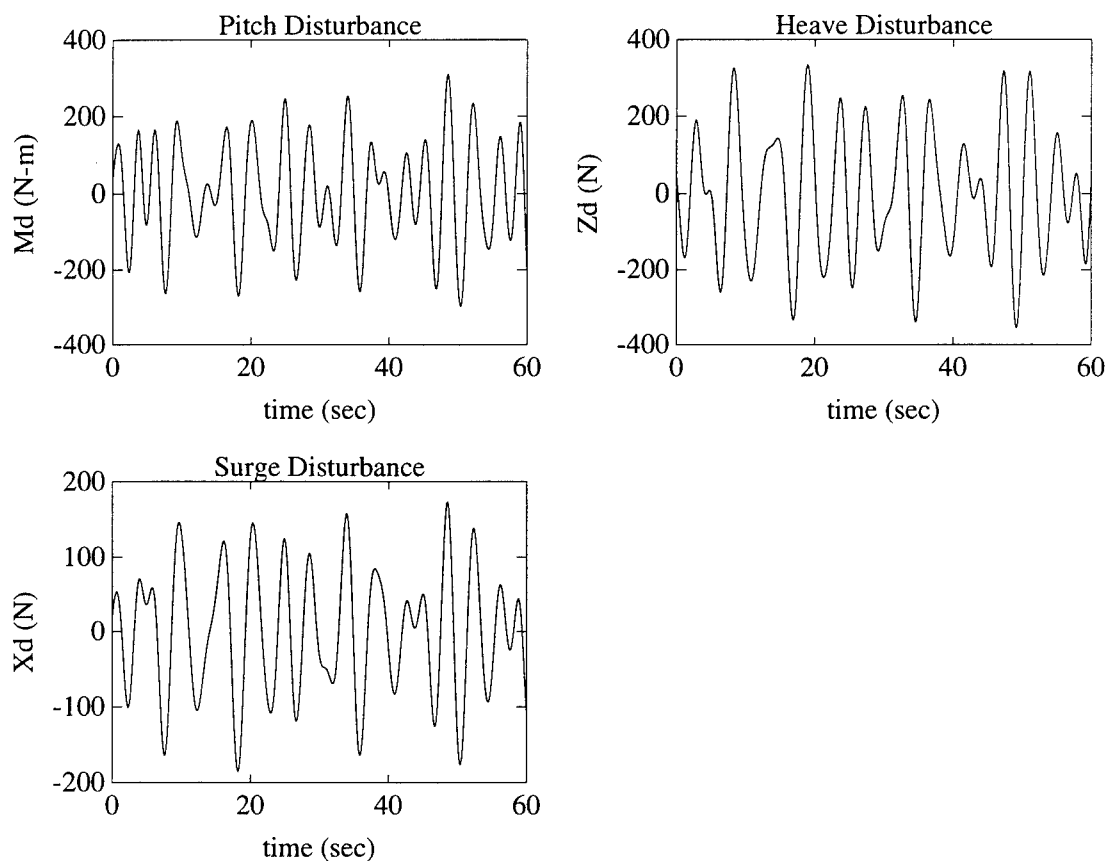 Pitch Disturbance
400
200
0
-200
-400
Md (N-m)
0 20 40 60
time (sec)
Heave Disturbance
400
200
0
-200
-400
Zd (N)
0 20 40 60
time (sec)
Surge Disturbance
200
100
0
-100
-200
Xd (N)
0 20 40 60
time (sec)